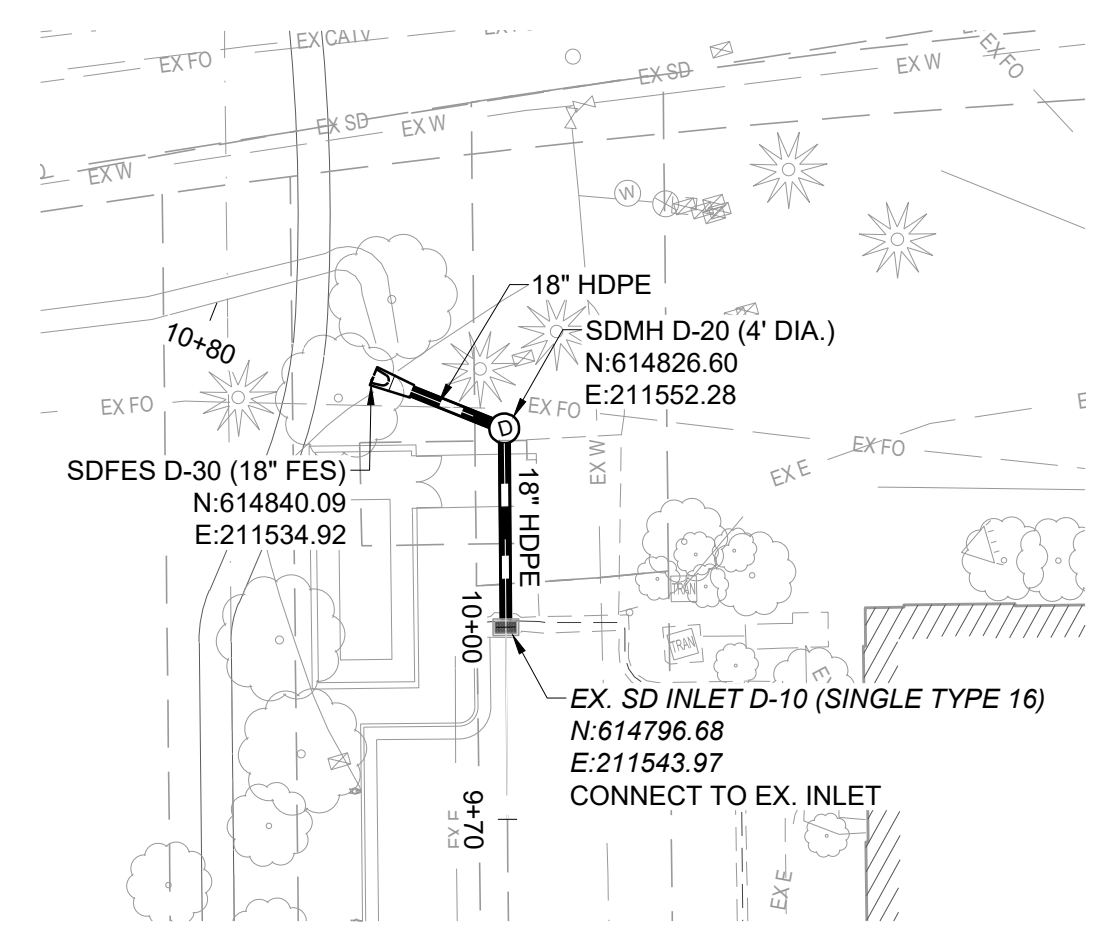 EX CATV
EX FO
EX SD
EX W
EX FO
EX SD
EX W
EX W
W
18" HDPE
SDMH D-20 (4' DIA.)
N:614826.60
E:211552.28
10+80
EX FO
EX FO
D
EX FO
EX W
EX E
SDFES D-30 (18" FES)
N:614840.09
E:211534.92
18" HDPE
TRAN
10+00
TRAN
EX. SD INLET D-10 (SINGLE TYPE 16)
N:614796.68
E:211543.97
CONNECT TO EX. INLET
9+70
EX E